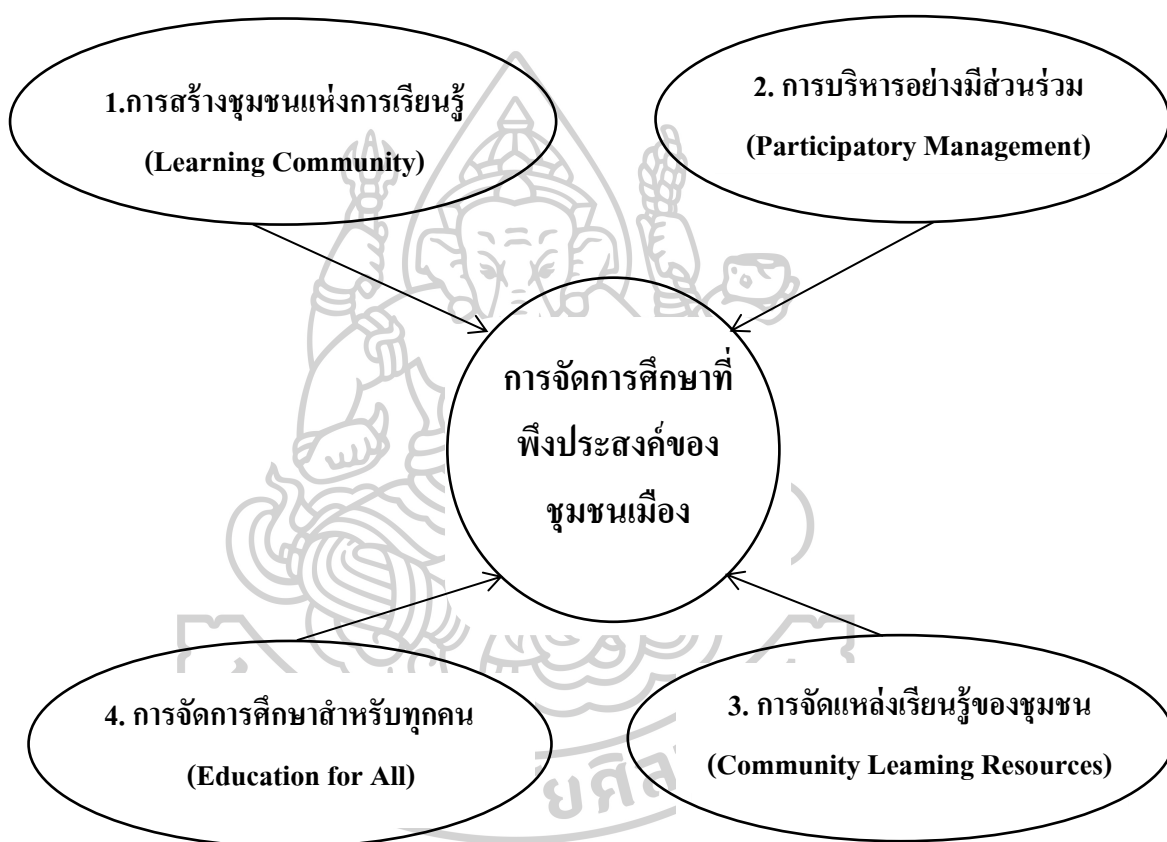 1.การสร้างชุมชนแห่งการเรียนรู้
(Learning Community)
2. การบริหารอย่างมีส่วนร่วม
(Participatory Management)
การจัดการศึกษาที่
พึงประสงค์ของ
ชุมชนเมือง
4. การจัดการศึกษาสำหรับทุกคน
(Education for All)
3. การจัดแหล่งเรียนรู้ของชุมชน
(Community Leaming Resources)